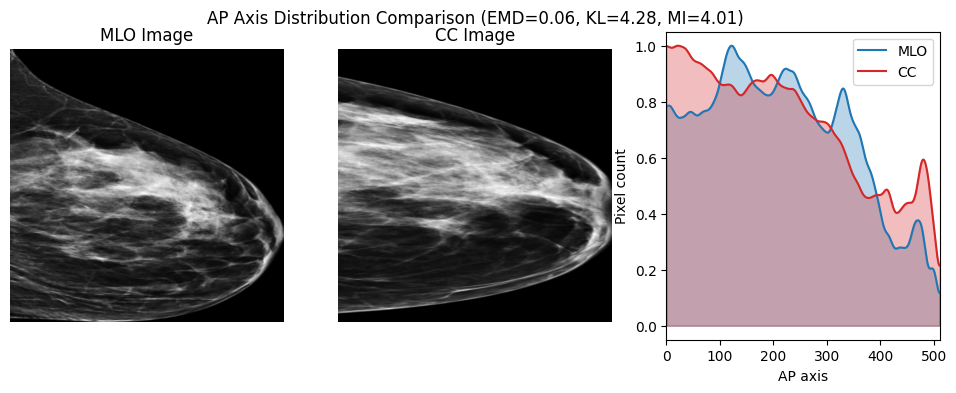 AP Axis Distribution Comparison (EMD=0.06, KL=4.28, MI=4.01)
MLO Image
CC Image
MLO
CC
1.0
0.8
0.6
0.4
0.2
0.0
Pixel count
0 100 200 300 400 500
AP axis